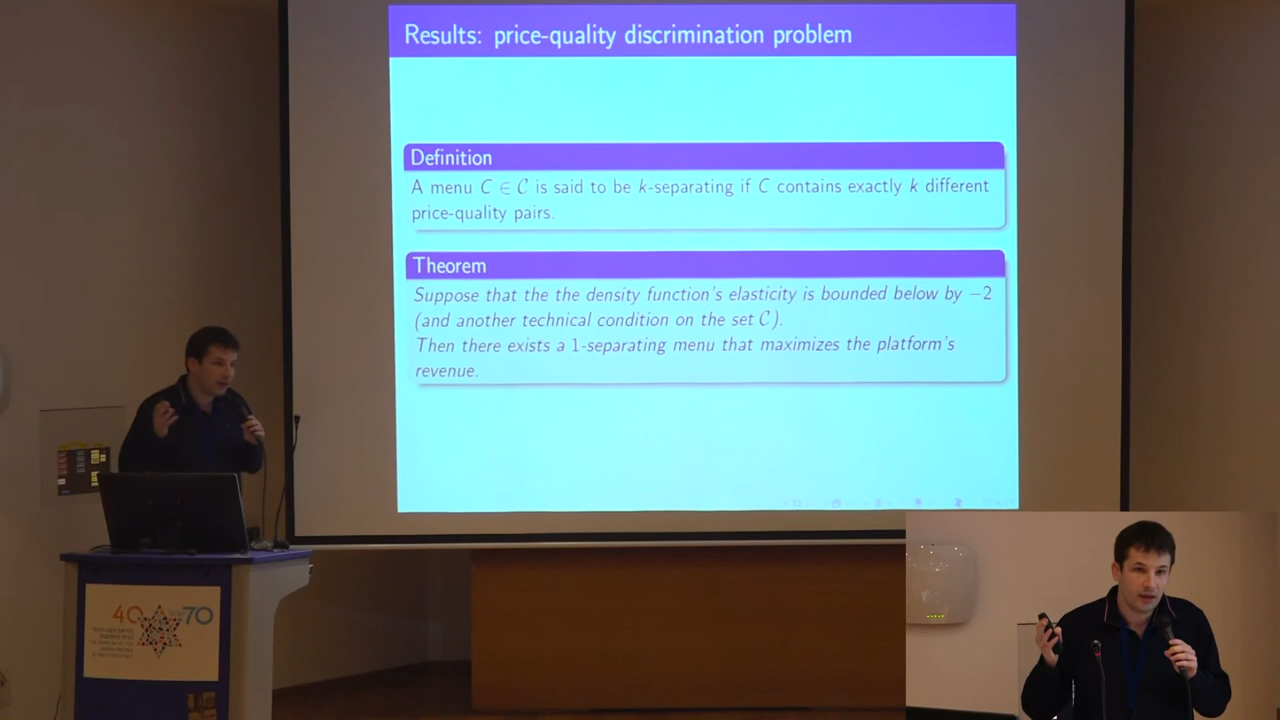 Results: price-quality discrimination problem
Definition
A menu C ∈ 𝒞 is said to be k-separating if C contains exactly k different
price-quality pairs.
Theorem
Suppose that the the density function's elasticity is bounded below by −2
(and another technical condition on the set 𝒞).
Then there exists a 1-separating menu that maximizes the platform's
revenue.
40
70